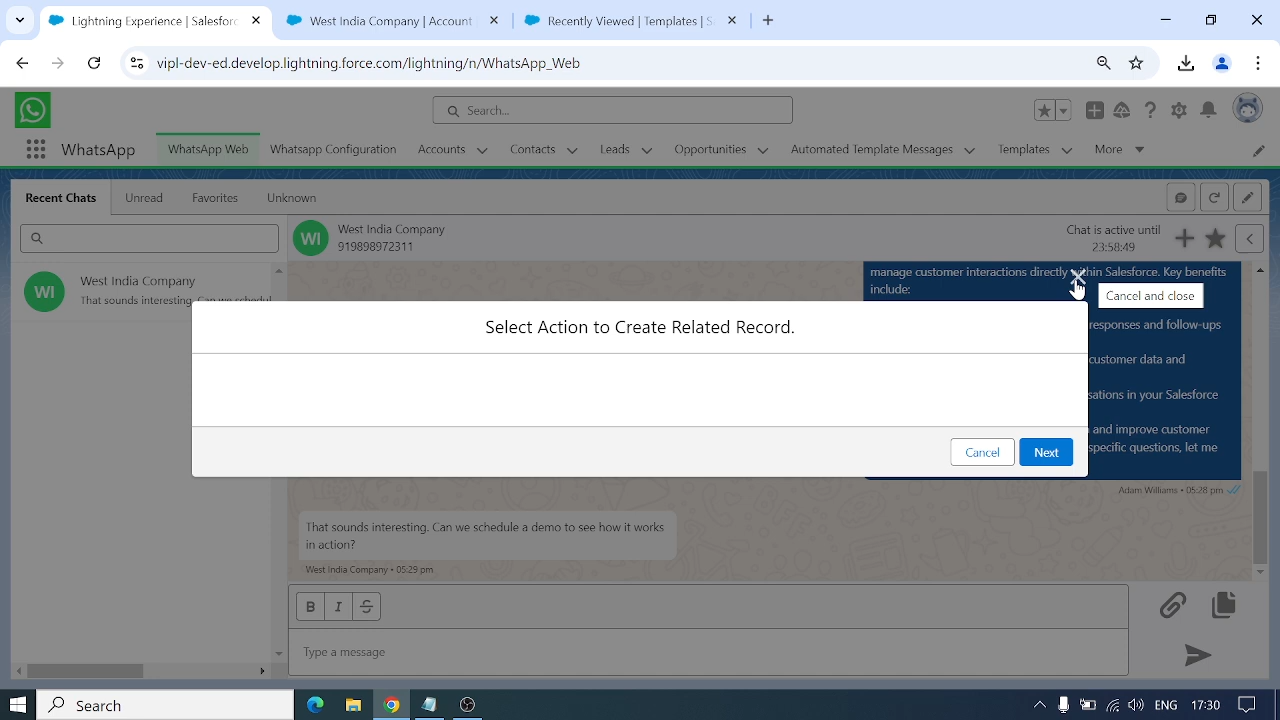 Lightning Experience | Salesforc
West India Company | Account
Recently Viewed | Templates | S
vipl-dev-ed.develop.lightning.force.com/lightning/n/WhatsApp_Web
Search...
WhatsApp
WhatsApp Web
Whatsapp Configuration
Accounts
Contacts
Leads
Opportunities
Automated Template Messages
Templates
More
Recent Chats
Unread
Favorites
Unknown
WI
West India Company
919898972311
Chat is active until
23:58:49
WI
West India Company
That sounds interesting. Can we schedul
manage customer interactions directly within Salesforce. Key benefits
include:
Cancel and close
responses and follow-ups
customer data and
sations in your Salesforce
and improve customer
specific questions, let me
Select Action to Create Related Record.
Cancel
Next
Adam Williams • 05:28 pm
That sounds interesting. Can we schedule a demo to see how it works
in action?
West India Company • 05:29 pm
B
I
S
Type a message
Search
ENG
17:30